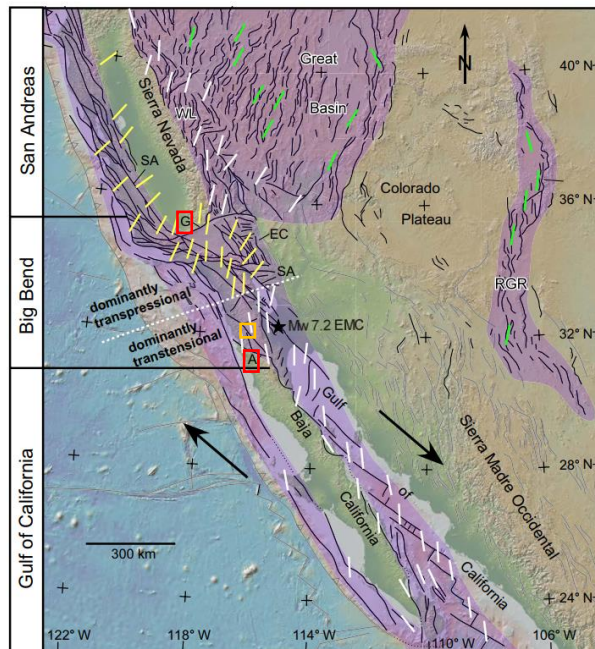 San Andreas
Big Bend
Gulf of California
N
40° N
36° N
32° N
28° N
24° N
Great
Basin
Sierra Nevada
WL
SA
Colorado
Plateau
G
EC
SA
RGR
dominantly
transpressional
dominantly
transtensional
Mw 7.2 EMC
A
Gulf
of
California
Baja
California
Sierra Madre Occidental
300 km
122° W
118° W
114° W
110° W
106° W